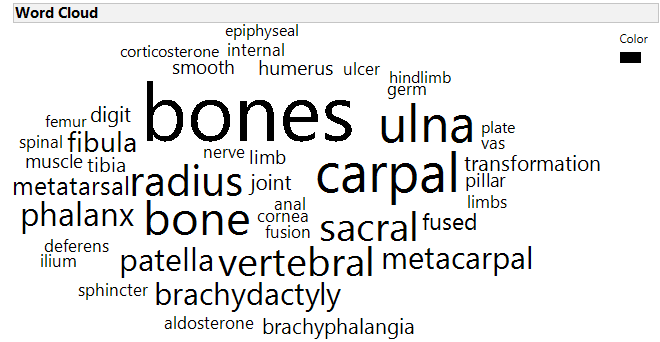 Word Cloud
Color
epiphyseal
corticosterone internal
smooth humerus ulcer
hindlimb
germ
bones
ulna
femur digit
plate
spinal fibula
vas
nerve limb
muscle tibia
carpal transformation
metatarsal radius joint
pillar
anal
limbs
phalanx bone cornea
sacral fused
fusion
deferens
ilium patella vertebral metacarpal
sphincter brachydactyly
aldosterone brachyphalangia